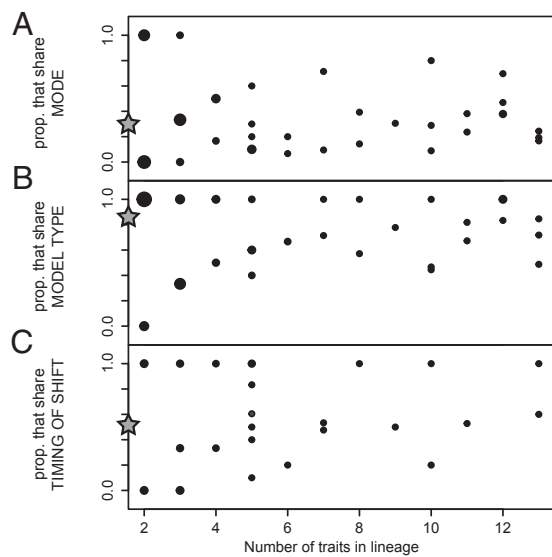 A
prop. that share
MODE
1.0
0.0
B
prop. that share
MODEL TYPE
1.0
0.0
C
prop. that share
TIMING OF SHIFT
1.0
0.0
2 4 6 8 10 12
Number of traits in lineage